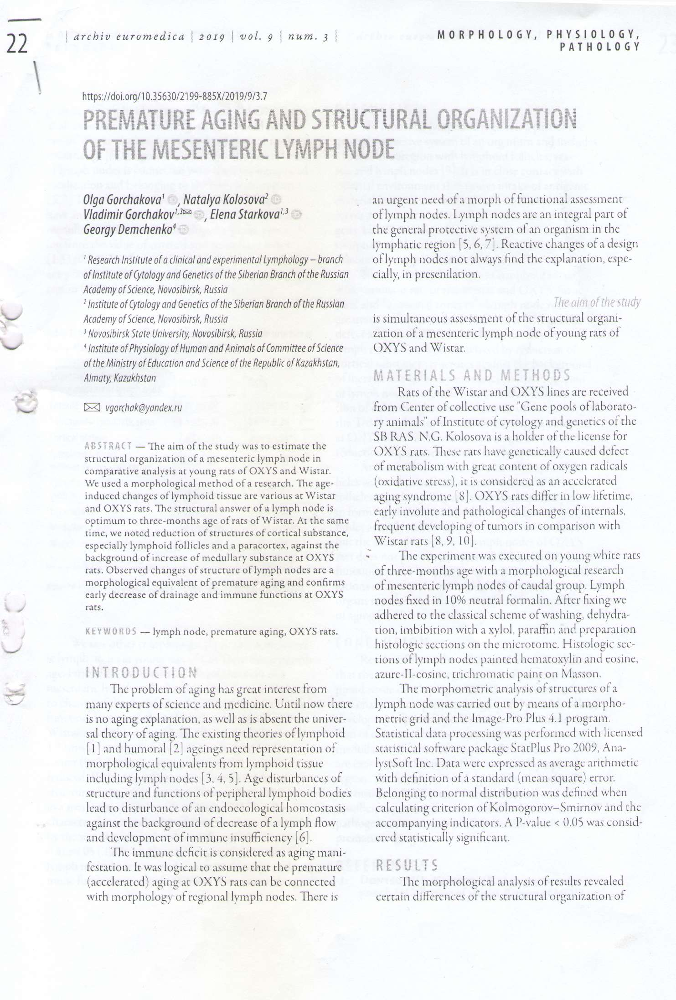 22
| archiv euromedica | 2019 | vol. 9 | num. 3 |
MORPHOLOGY, PHYSIOLOGY,
PATHOLOGY
https://doi.org/10.35630/2199-885X/2019/9/3.7
PREMATURE AGING AND STRUCTURAL ORGANIZATION
OF THE MESENTERIC LYMPH NODE
Olga Gorchakova¹, Natalya Kolosova²
Vladimir Gorchakov¹,³✉, Elena Starkova¹,³
Georgy Demchenko⁴
¹ Research Institute of a clinical and experimental Lymphology – branch
of Institute of Cytology and Genetics of the Siberian Branch of the Russian
Academy of Science, Novosibirsk, Russia
² Institute of Cytology and Genetics of the Siberian Branch of the Russian
Academy of Science, Novosibirsk, Russia
³ Novosibirsk State University, Novosibirsk, Russia
⁴ Institute of Physiology of Human and Animals of Committee of Science
of the Ministry of Education and Science of the Republic of Kazakhstan,
Almaty, Kazakhstan
✉ vgorchak@yandex.ru
ABSTRACT — The aim of the study was to estimate the
structural organization of a mesenteric lymph node in
comparative analysis at young rats of OXYS and Wistar.
We used a morphological method of a research. The age-
induced changes of lymphoid tissue are various at Wistar
and OXYS rats. The structural answer of a lymph node is
optimum to three-months age of rats of Wistar. At the same
time, we noted reduction of structures of cortical substance,
especially lymphoid follicles and a paracortex, against the
background of increase of medullary substance at OXYS
rats. Observed changes of structure of lymph nodes are a
morphological equivalent of premature aging and confirms
early decrease of drainage and immune functions at OXYS
rats.
KEYWORDS — lymph node, premature aging, OXYS rats.
INTRODUCTION
The problem of aging has great interest from
many experts of science and medicine. Until now there
is no aging explanation, as well as is absent the univer-
sal theory of aging. The existing theories of lymphoid
[1] and humoral [2] ageings need representation of
morphological equivalents from lymphoid tissue
including lymph nodes [3, 4, 5]. Age disturbances of
structure and functions of peripheral lymphoid bodies
lead to disturbance of an endoecological homeostasis
against the background of decrease of a lymph flow
and development of immune insufficiency [6].
The immune deficit is considered as aging mani-
festation. It was logical to assume that the premature
(accelerated) aging at OXYS rats can be connected
with morphology of regional lymph nodes. There is
an urgent need of a morph of functional assessment
of lymph nodes. Lymph nodes are an integral part of
the general protective system of an organism in the
lymphatic region [5, 6, 7]. Reactive changes of a design
of lymph nodes not always find the explanation, espe-
cially, in presenilation.
The aim of the study
is simultaneous assessment of the structural organi-
zation of a mesenteric lymph node of young rats of
OXYS and Wistar.
MATERIALS AND METHODS
Rats of the Wistar and OXYS lines are received
from Center of collective use "Gene pools of laborato-
ry animals" of Institute of cytology and genetics of the
SB RAS. N.G. Kolosova is a holder of the license for
OXYS rats. These rats have genetically caused defect
of metabolism with great content of oxygen radicals
(oxidative stress), it is considered as an accelerated
aging syndrome [8]. OXYS rats differ in low lifetime,
early involute and pathological changes of internals,
frequent developing of tumors in comparison with
Wistar rats [8, 9, 10].
The experiment was executed on young white rats
of three-months age with a morphological research
of mesenteric lymph nodes of caudal group. Lymph
nodes fixed in 10% neutral formalin. After fixing we
adhered to the classical scheme of washing, dehydra-
tion, imbibition with a xylol, paraffin and preparation
histologic sections on the microtome. Histologic sec-
tions of lymph nodes painted hematoxylin and eosine,
azure-II-eosine, trichromatic paint on Masson.
The morphometric analysis of structures of a
lymph node was carried out by means of a morpho-
metric grid and the Image-Pro Plus 4.1 program.
Statistical data processing was performed with licensed
statistical software package StatPlus Pro 2009, Ana-
lystSoft Inc. Data were expressed as average arithmetic
with definition of a standard (mean square) error.
Belonging to normal distribution was defined when
calculating criterion of Kolmogorov–Smirnov and the
accompanying indicators. A P-value < 0.05 was consid-
ered statistically significant.
RESULTS
The morphological analysis of results revealed
certain differences of the structural organization of